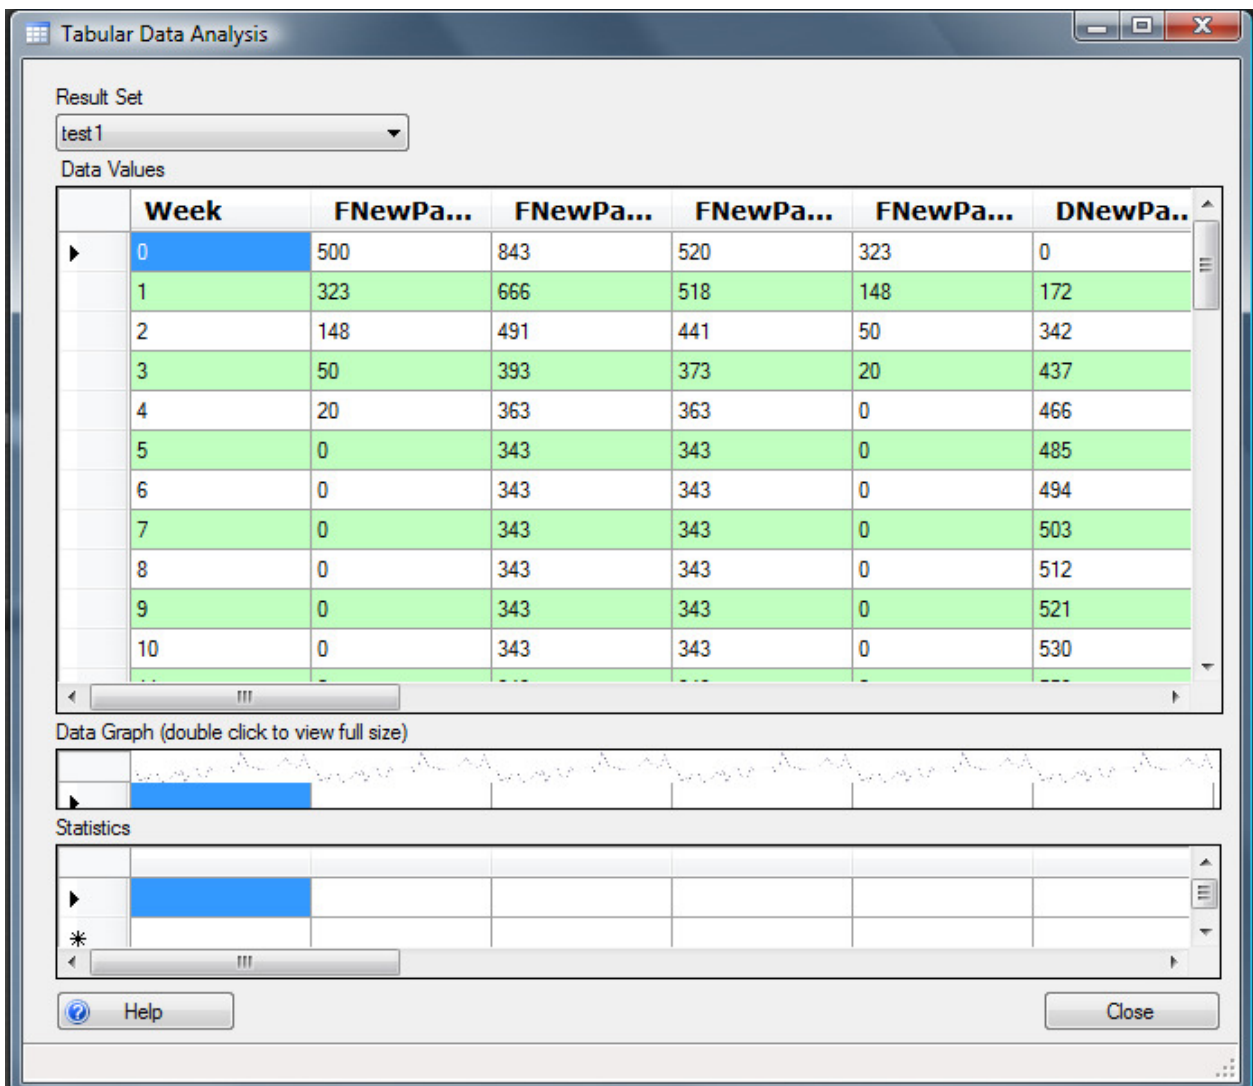 Tabular Data Analysis
Result Set
test1
Data Values
Week FNewPa... FNewPa... FNewPa... FNewPa... DNewPa..
0 500 843 520 323 0
1 323 666 518 148 172
2 148 491 441 50 342
3 50 393 373 20 437
4 20 363 363 0 466
5 0 343 343 0 485
6 0 343 343 0 494
7 0 343 343 0 503
8 0 343 343 0 512
9 0 343 343 0 521
10 0 343 343 0 530
Data Graph (double click to view full size)
Statistics
Help Close